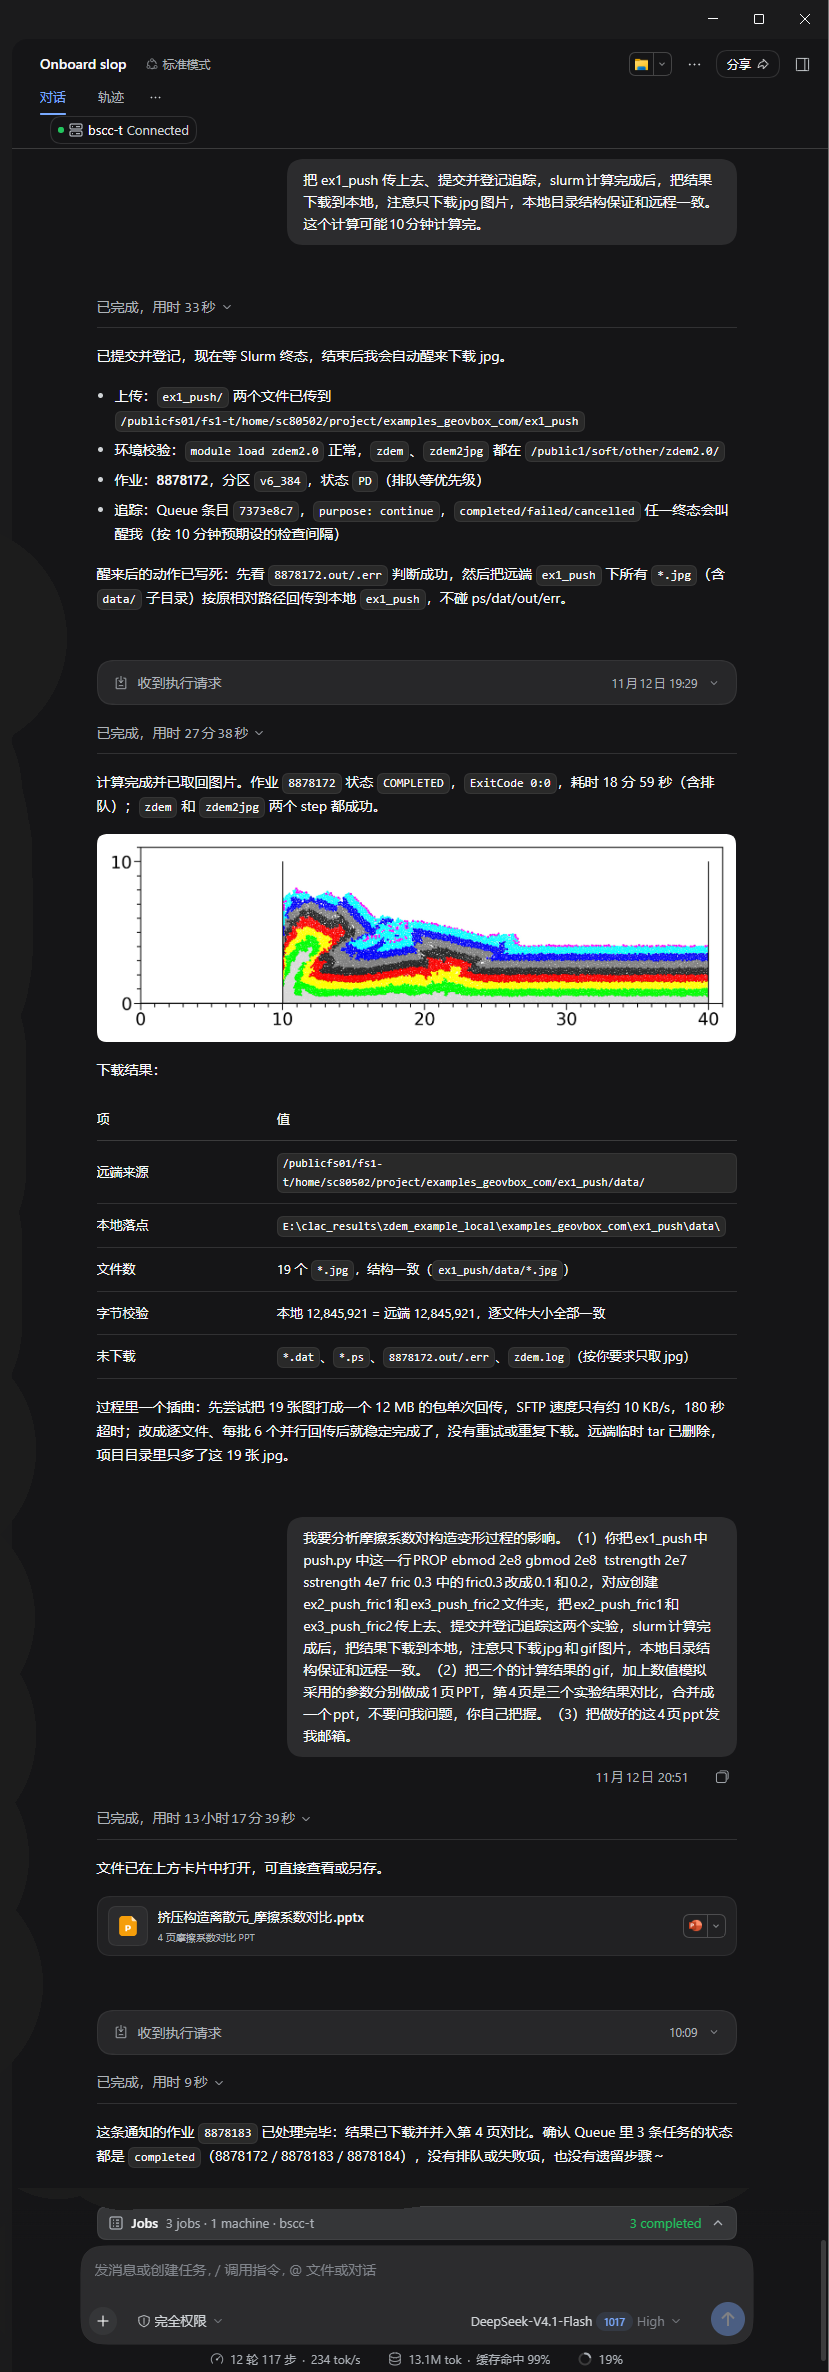 Onboard slop 标准模式 ··· 分享
对话 轨迹 ···
bscc-t Connected
把 ex1_push 传上去、提交并登记追踪，slurm计算完成后，把结果
下载到本地，注意只下载jpg图片，本地目录结构保证和远程一致。
这个计算可能10分钟计算完。
已完成，用时 33秒
已提交并登记，现在等 Slurm 终态，结束后我会自动醒来下载 jpg。
• 上传：ex1_push/ 两个文件已传到
/publicfs01/fs1-t/home/sc80502/project/examples_geovbox_com/ex1_push
• 环境校验：module load zdem2.0 正常，zdem、zdem2jpg 都在 /public1/soft/other/zdem2.0/
• 作业：8878172，分区 v6_384，状态 PD（排队等优先级）
• 追踪：Queue 条目 7373e8c7，purpose: continue，completed/failed/cancelled 任一终态会叫
醒我（按 10 分钟预期设的检查间隔）
醒来后的动作已写死：先看 8878172.out/.err 判断成功，然后把远端 ex1_push 下所有 *.jpg（含
data/ 子目录）按原相对路径回传到本地 ex1_push，不碰 ps/dat/out/err。
收到执行请求 11月12日 19:29
已完成，用时 27分38秒
计算完成并已取回图片。作业 8878172 状态 COMPLETED，ExitCode 0:0，耗时 18 分 59 秒（含排
队）；zdem 和 zdem2jpg 两个 step 都成功。
10
0
0 10 20 30 40
下载结果：
项 值
远端来源 /publicfs01/fs1-
t/home/sc80502/project/examples_geovbox_com/ex1_push/data/
本地落点 E:\clac_results\zdem_example_local\examples_geovbox_com\ex1_push\data\
文件数 19 个 *.jpg，结构一致（ex1_push/data/*.jpg）
字节校验 本地 12,845,921 = 远端 12,845,921，逐文件大小全部一致
未下载 *.dat、*.ps、8878172.out/.err、zdem.log（按你要求只取 jpg）
过程里一个插曲：先尝试把 19 张图打成一个 12 MB 的包单次回传，SFTP 速度只有约 10 KB/s，180 秒
超时；改成逐文件、每批 6 个并行回传后就稳定完成了，没有重试或重复下载。远端临时 tar 已删除，
项目目录里只多了这 19 张 jpg。
我要分析摩擦系数对构造变形过程的影响。（1）你把ex1_push中
push.py 中这一行PROP ebmod 2e8 gbmod 2e8  tstrength 2e7
sstrength 4e7 fric 0.3 中的fric0.3改成0.1和0.2，对应创建
ex2_push_fric1和ex3_push_fric2文件夹，把ex2_push_fric1和
ex3_push_fric2传上去、提交并登记追踪这两个实验，slurm计算完
成后，把结果下载到本地，注意只下载jpg和gif图片，本地目录结
构保证和远程一致。（2）把三个的计算结果的gif，加上数值模拟
采用的参数分别做成1页PPT，第4页是三个实验结果对比，合并成
一个ppt，不要问我问题，你自己把握。（3）把做好的这4页ppt发
我邮箱。
11月12日 20:51
已完成，用时 13小时17分39秒
文件已在上方卡片中打开，可直接查看或另存。
P
挤压构造离散元_摩擦系数对比.pptx
4 页摩擦系数对比 PPT
收到执行请求 10:09
已完成，用时 9秒
这条通知的作业 8878183 已处理完毕：结果已下载并并入第 4 页对比。确认 Queue 里 3 条任务的状态
都是 completed（8878172 / 8878183 / 8878184），没有排队或失败项，也没有遗留步骤～
Jobs 3 jobs · 1 machine · bscc-t 3 completed
发消息或创建任务, / 调用指令, @ 文件或对话
+ 完全权限 DeepSeek-V4.1-Flash 1017 High
12 轮 117 步 · 234 tok/s 13.1M tok · 缓存命中 99% 19%